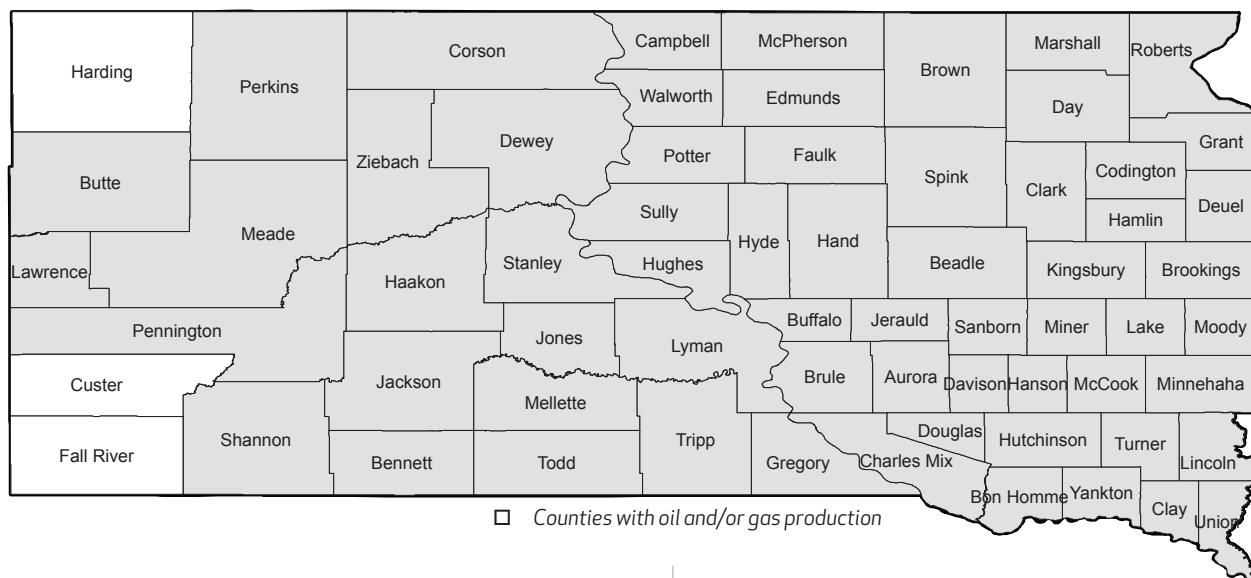 Harding
Perkins
Corson
Campbell
McPherson
Brown
Marshall
Roberts
Walworth
Edmunds
Day
Dewey
Ziebach
Potter
Faulk
Spink
Clark
Codington
Grant
Butte
Meade
Sully
Hyde
Hand
Hamlin
Deuel
Lawrence
Haakon
Stanley
Hughes
Beadle
Kingsbury
Brookings
Pennington
Jones
Lyman
Buffalo
Jerauld
Sanborn
Miner
Lake
Moody
Custer
Jackson
Mellette
Brule
Aurora
Davison
Hanson
McCook
Minnehaha
Fall River
Shannon
Bennett
Todd
Tripp
Gregory
Charles Mix
Douglas
Hutchinson
Turner
Lincoln
Bon Homme
Yankton
Clay
Union
Counties with oil and/or gas production